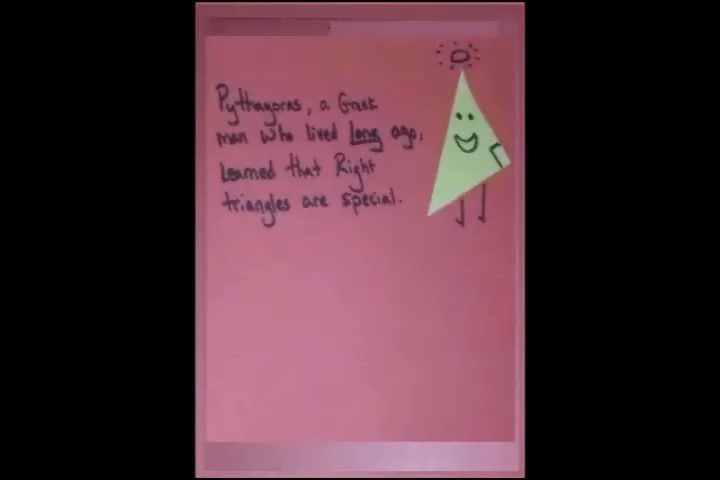 Pythagoras, a Greek
man who lived long ago,
Learned that Right
triangles are special.